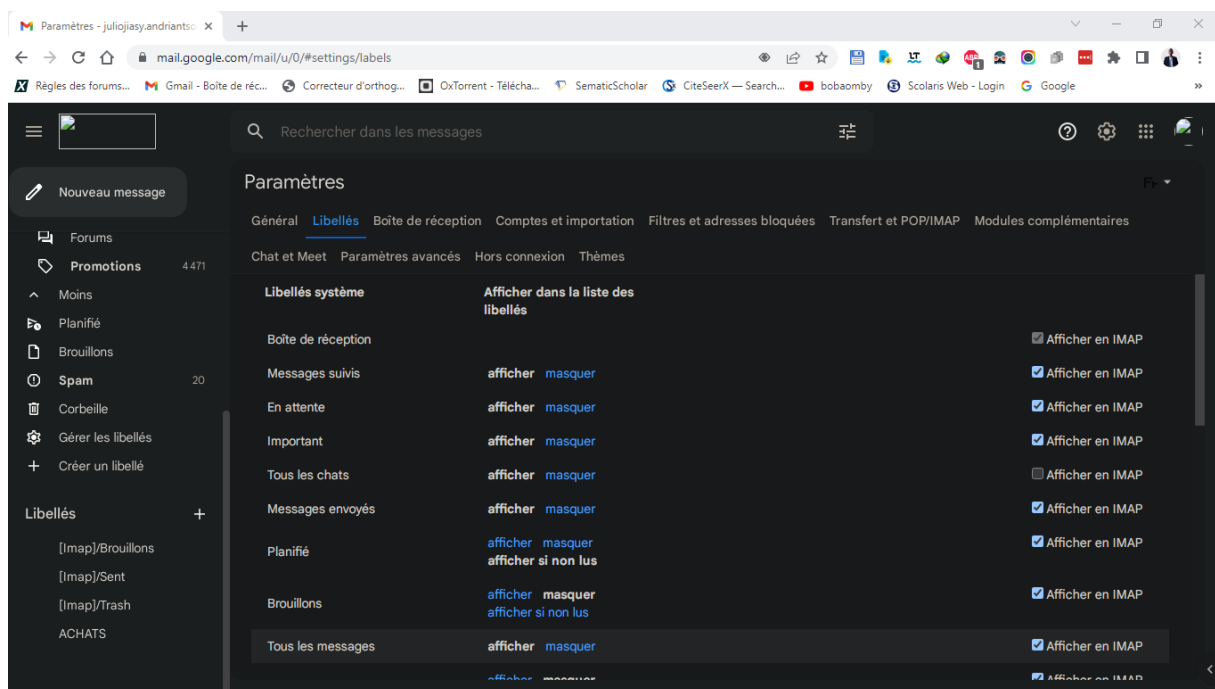 Paramètres - juliojiasy.andriantso
mail.google.com/mail/u/0/#settings/labels
Règles des forums... Gmail - Boîte de réc... Correcteur d'orthog... OxTorrent - Télécha... SematicScholar CiteSeerX — Search... bobaomby Scolaris Web - Login Google »
Rechercher dans les messages
Nouveau message
Forums
Promotions 4 471
Moins
Planifié
Brouillons
Spam 20
Corbeille
Gérer les libellés
Créer un libellé
Libellés +
[Imap]/Brouillons
[Imap]/Sent
[Imap]/Trash
ACHATS
Paramètres Fr
Général Libellés Boîte de réception Comptes et importation Filtres et adresses bloquées Transfert et POP/IMAP Modules complémentaires
Chat et Meet Paramètres avancés Hors connexion Thèmes
Libellés système Afficher dans la liste des
libellés
Boîte de réception Afficher en IMAP
Messages suivis afficher masquer Afficher en IMAP
En attente afficher masquer Afficher en IMAP
Important afficher masquer Afficher en IMAP
Tous les chats afficher masquer Afficher en IMAP
Messages envoyés afficher masquer Afficher en IMAP
Planifié afficher masquer Afficher en IMAP
afficher si non lus
Brouillons afficher masquer Afficher en IMAP
afficher si non lus
Tous les messages afficher masquer Afficher en IMAP
afficher masquer Afficher en IMAP